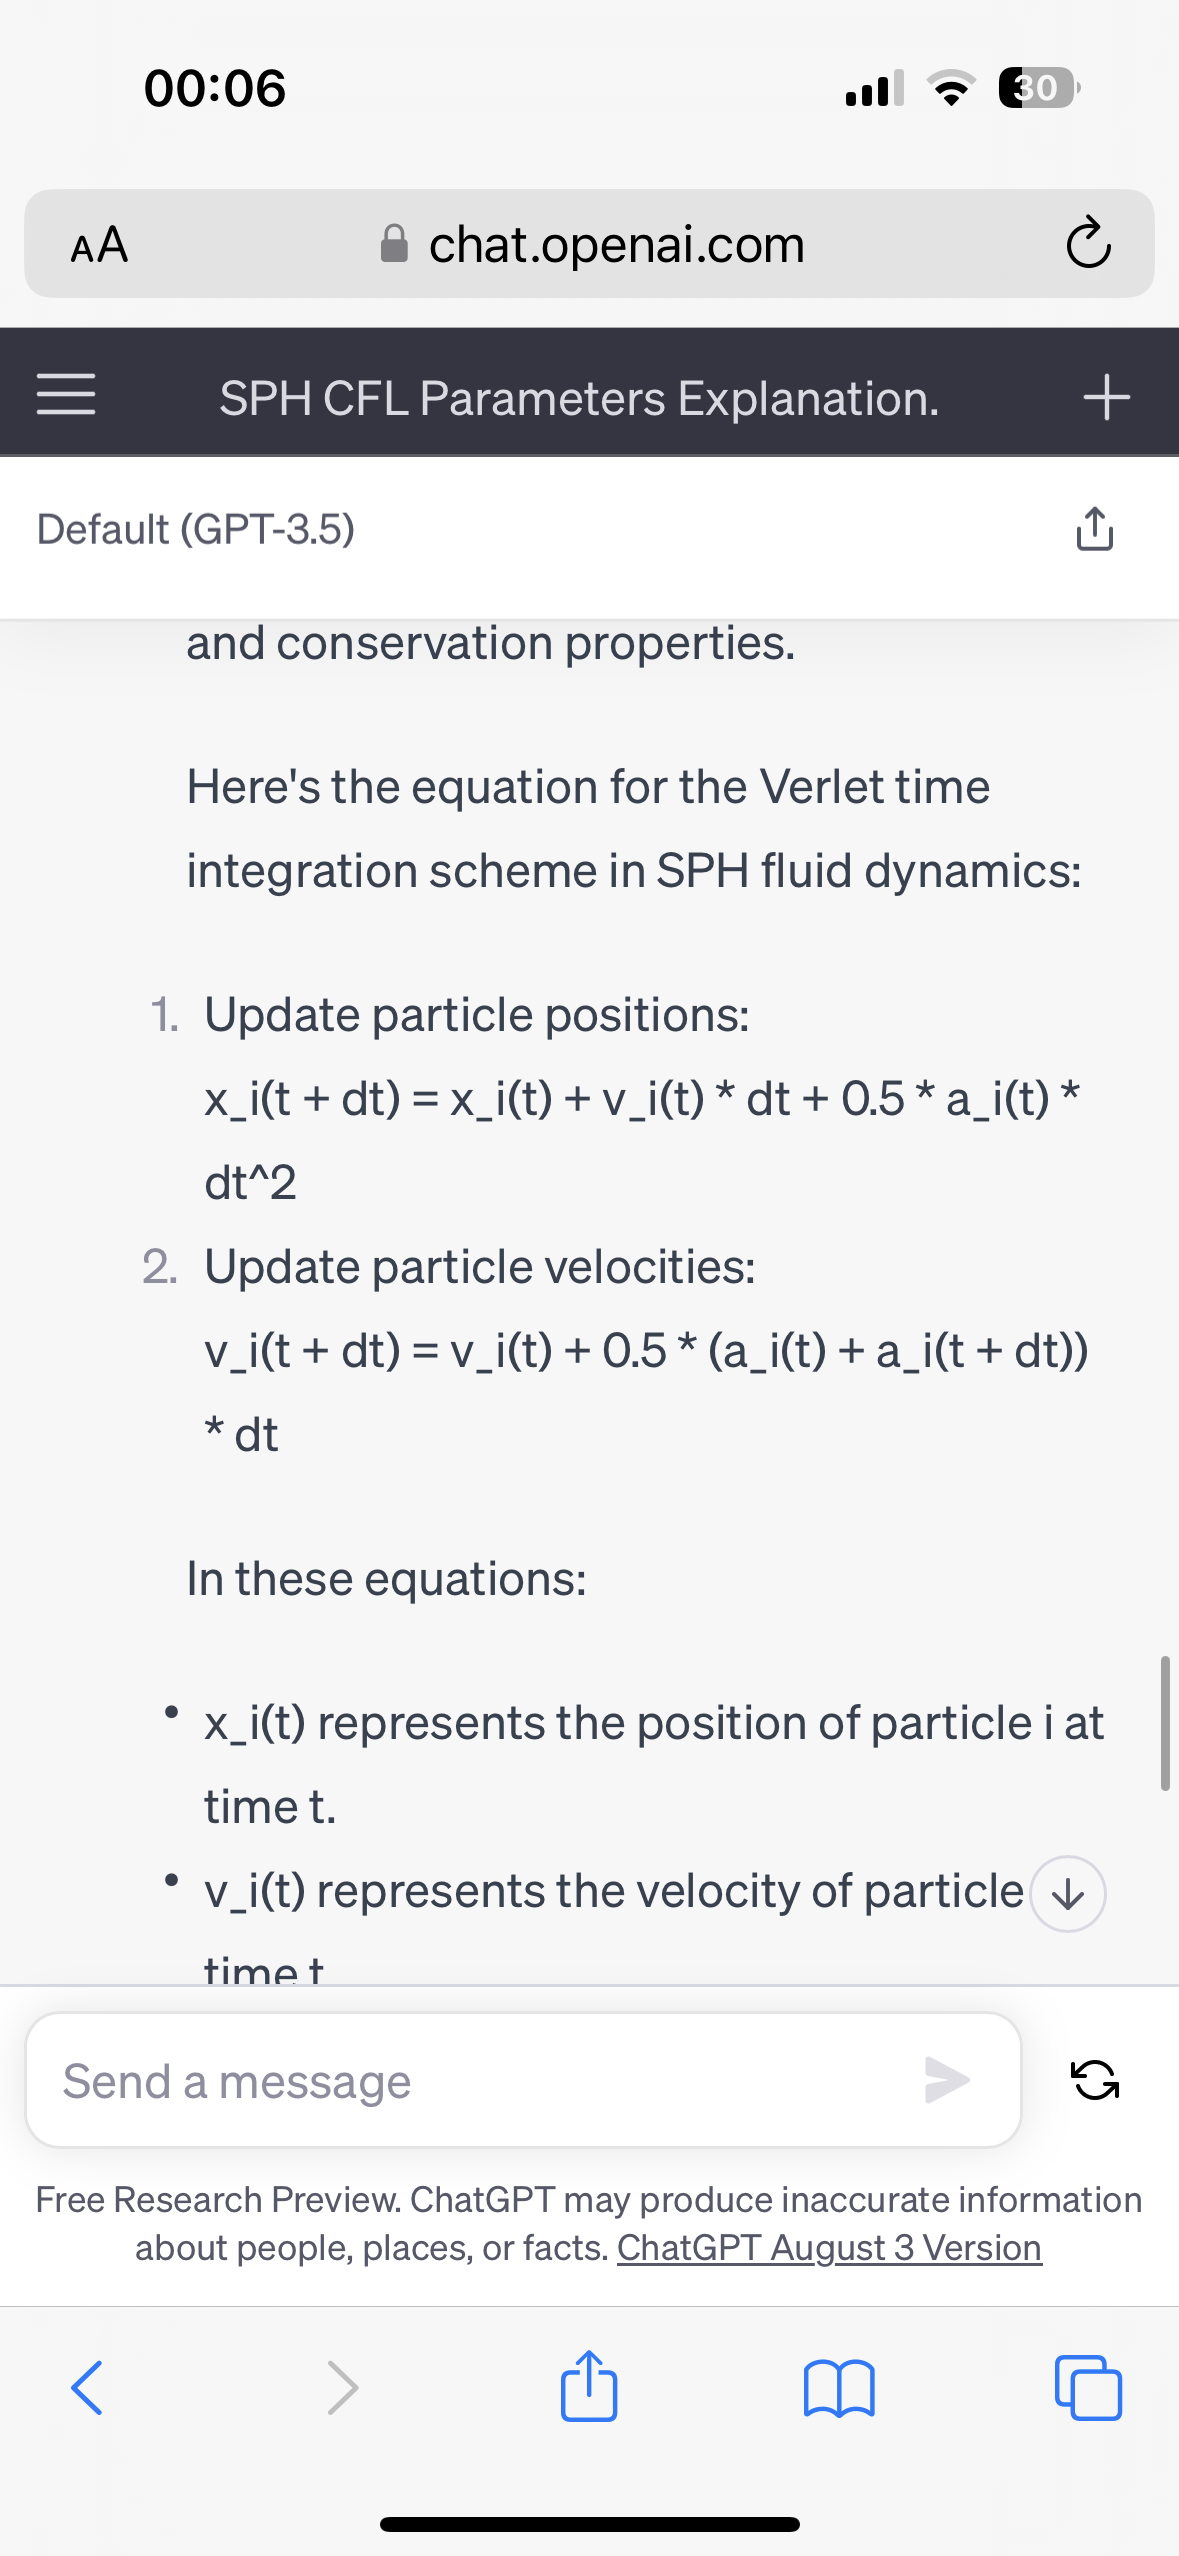 00:06
30
AA chat.openai.com
SPH CFL Parameters Explanation.
Default (GPT-3.5)
and conservation properties.
Here's the equation for the Verlet time
integration scheme in SPH fluid dynamics:
1. Update particle positions:
x_i(t + dt) = x_i(t) + v_i(t) * dt + 0.5 * a_i(t) *
dt^2
2. Update particle velocities:
v_i(t + dt) = v_i(t) + 0.5 * (a_i(t) + a_i(t + dt))
* dt
In these equations:
• x_i(t) represents the position of particle i at
time t.
• v_i(t) represents the velocity of particle
time t
Send a message
Free Research Preview. ChatGPT may produce inaccurate information
about people, places, or facts. ChatGPT August 3 Version